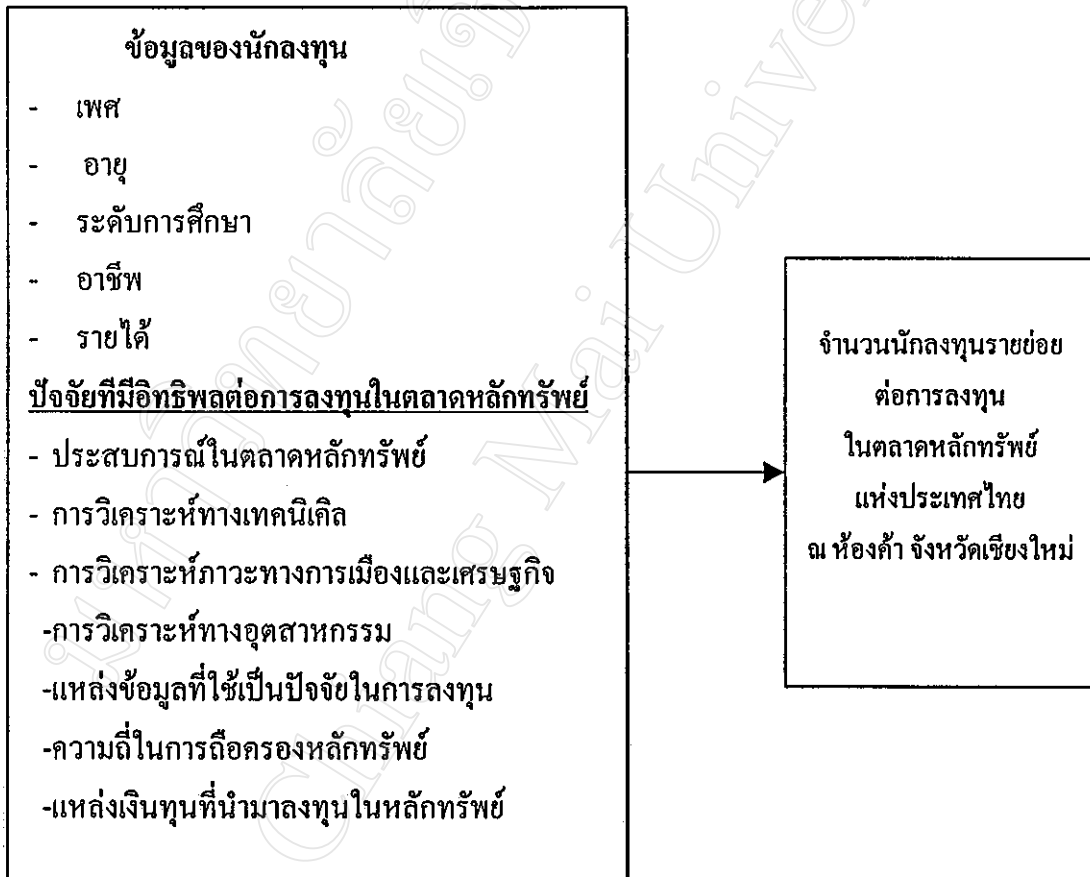 ข้อมูลของนักลงทุน
- เพศ
- อายุ
- ระดับการศึกษา
- อาชีพ
- รายได้
ปัจจัยที่มีอิทธิพลต่อการลงทุนในตลาดหลักทรัพย์
- ประสบการณ์ในตลาดหลักทรัพย์
- การวิเคราะห์ทางเทคนิเคิล
- การวิเคราะห์ภาวะทางการเมืองและเศรษฐกิจ
-การวิเคราะห์ทางอุตสาหกรรม
-แหล่งข้อมูลที่ใช้เป็นปัจจัยในการลงทุน
-ความถี่ในการถือครองหลักทรัพย์
-แหล่งเงินทุนที่นำมาลงทุนในหลักทรัพย์
จำนวนนักลงทุนรายย่อย
ต่อการลงทุน
ในตลาดหลักทรัพย์
แห่งประเทศไทย
ณ ห้องค้า จังหวัดเชียงใหม่
Chiang Mai Unive